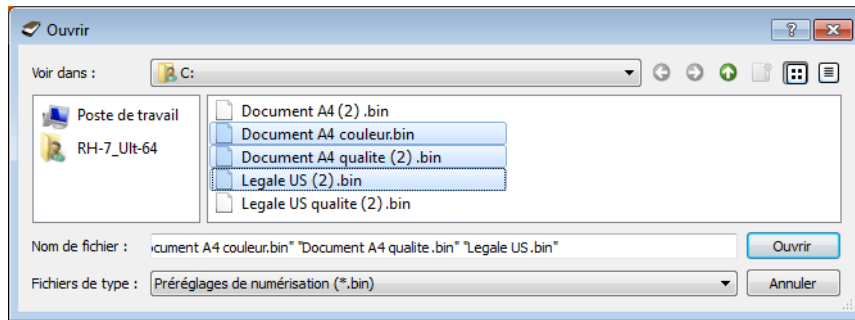 Ouvrir
Voir dans : C:
Poste de travail
RH-7_Ult-64
Document A4 (2) .bin
Document A4 couleur.bin
Document A4 qualite (2) .bin
Legale US (2) .bin
Legale US qualite (2) .bin
Nom de fichier : cument A4 couleur.bin" "Document A4 qualite.bin" "Legale US.bin" Ouvrir
Fichiers de type : Préréglages de numérisation (*.bin) Annuler